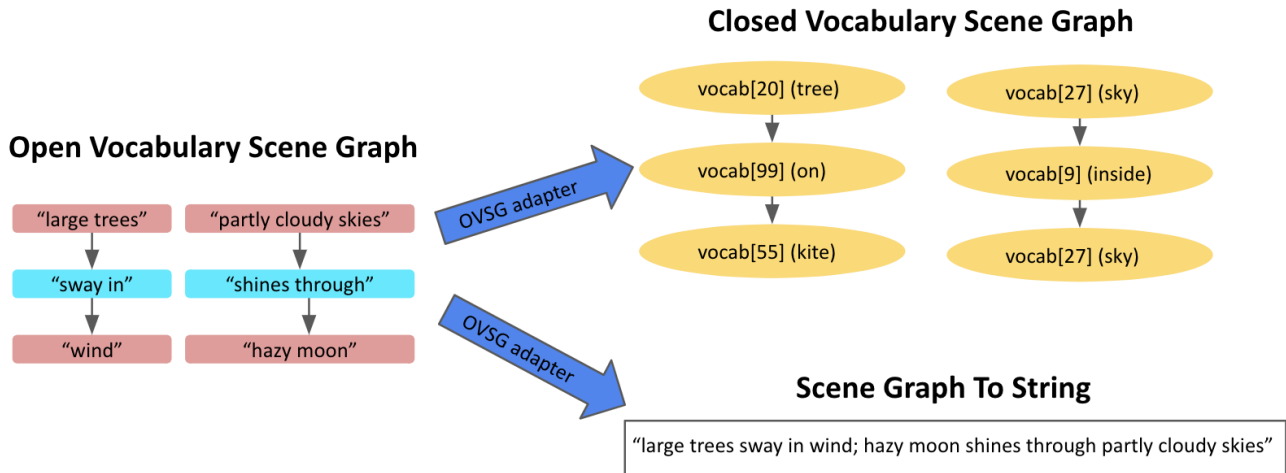 Closed Vocabulary Scene Graph
vocab[20] (tree)
vocab[27] (sky)
Open Vocabulary Scene Graph
vocab[99] (on)
vocab[9] (inside)
OVSG adapter
“large trees”
“partly cloudy skies”
vocab[55] (kite)
vocab[27] (sky)
“sway in”
“shines through”
OVSG adapter
“wind”
“hazy moon”
Scene Graph To String
“large trees sway in wind; hazy moon shines through partly cloudy skies”